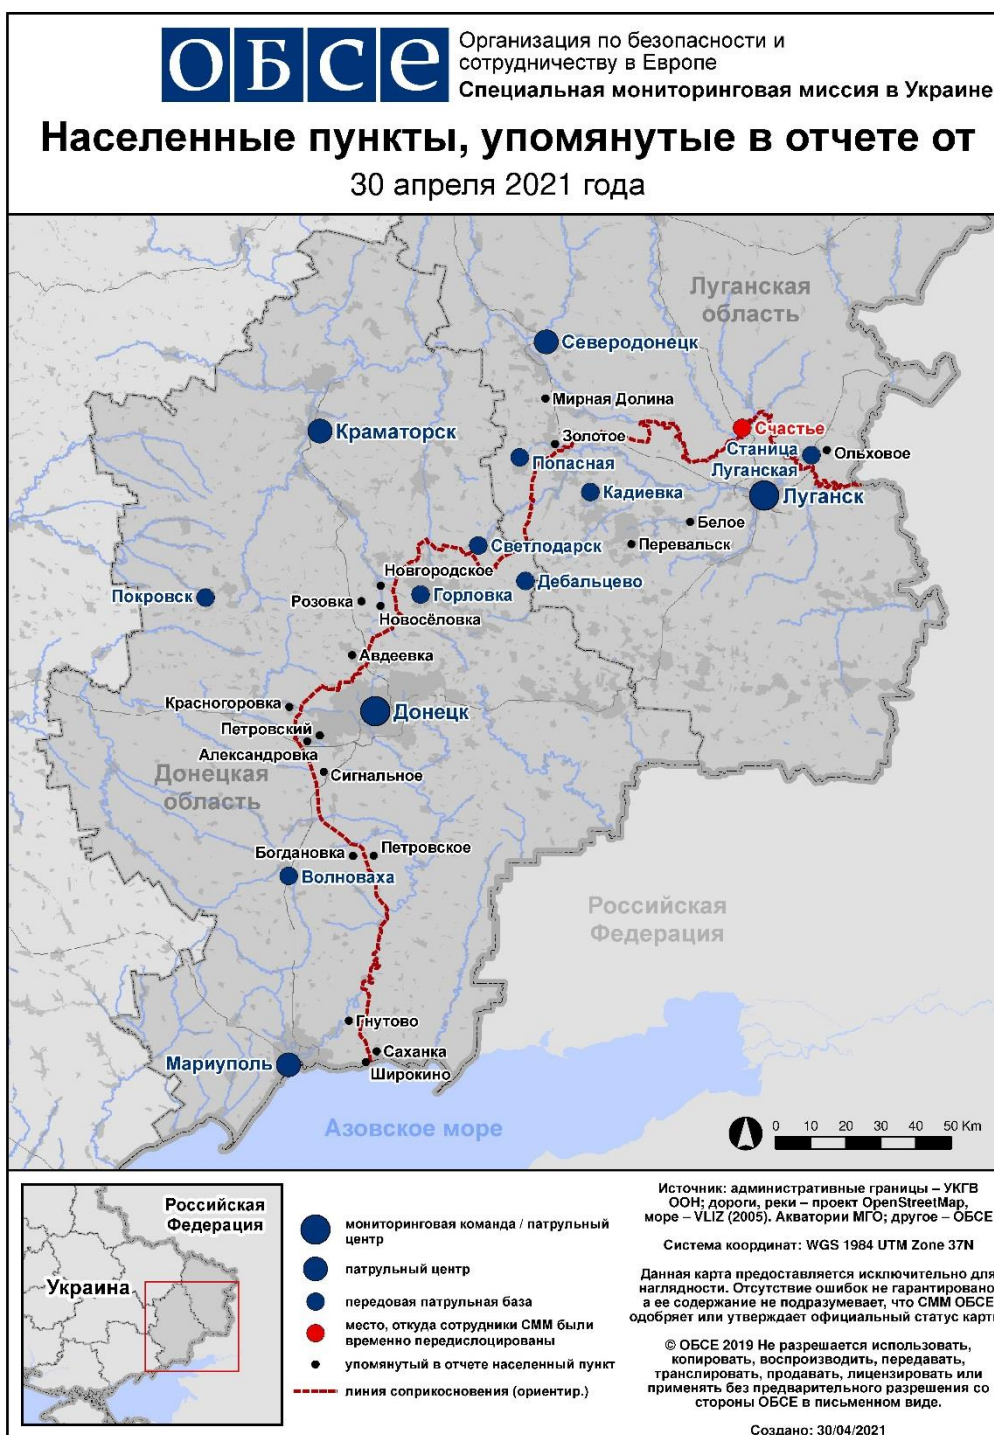 ОБСЕ
Организация по безопасности и
сотрудничеству в Европе
Специальная мониторинговая миссия в Украине
Населенные пункты, упомянутые в отчете от
30 апреля 2021 года
Луганская
область
Северодонецк
Мирная Долина
Счастье
Краматорск
Золотое
Станица
Луганская
Ольховое
Попасная
Кадиевка
Луганск
Белое
Перевальск
Светлодарск
Новгородское
Дебальцево
Горловка
Покровск
Розовка
Новосёловка
Авдеевка
Красногоровка
Донецк
Петровский
Александровка
Сигнальное
Донецкая
область
Богдановка
Петровское
Волноваха
Российская
Федерация
Гнутово
Саханка
Мариуполь
Широкино
Азовское море
0 10 20 30 40 50 Km
Российская
Федерация
Украина
мониторинговая команда / патрульный
центр
патрульный центр
передовая патрульная база
место, откуда сотрудники СММ были
временно передислоцированы
упомянутый в отчете населенный пункт
линия соприкосновения (ориентир.)
Источник: административные границы – УКГВ
ООН; дороги, реки – проект OpenStreetMap,
море – VLIZ (2005). Акватории МГО; другое – ОБСЕ
Система координат: WGS 1984 UTM Zone 37N
Данная карта предоставляется исключительно для
наглядности. Отсутствие ошибок не гарантировано,
а ее содержание не подразумевает, что СММ ОБСЕ
одобряет или утверждает официальный статус карты
© ОБСЕ 2019 Не разрешается использовать,
копировать, воспроизводить, передавать,
транслировать, продавать, лицензировать или
применять без предварительного разрешения со
стороны ОБСЕ в письменном виде.
Создано: 30/04/2021